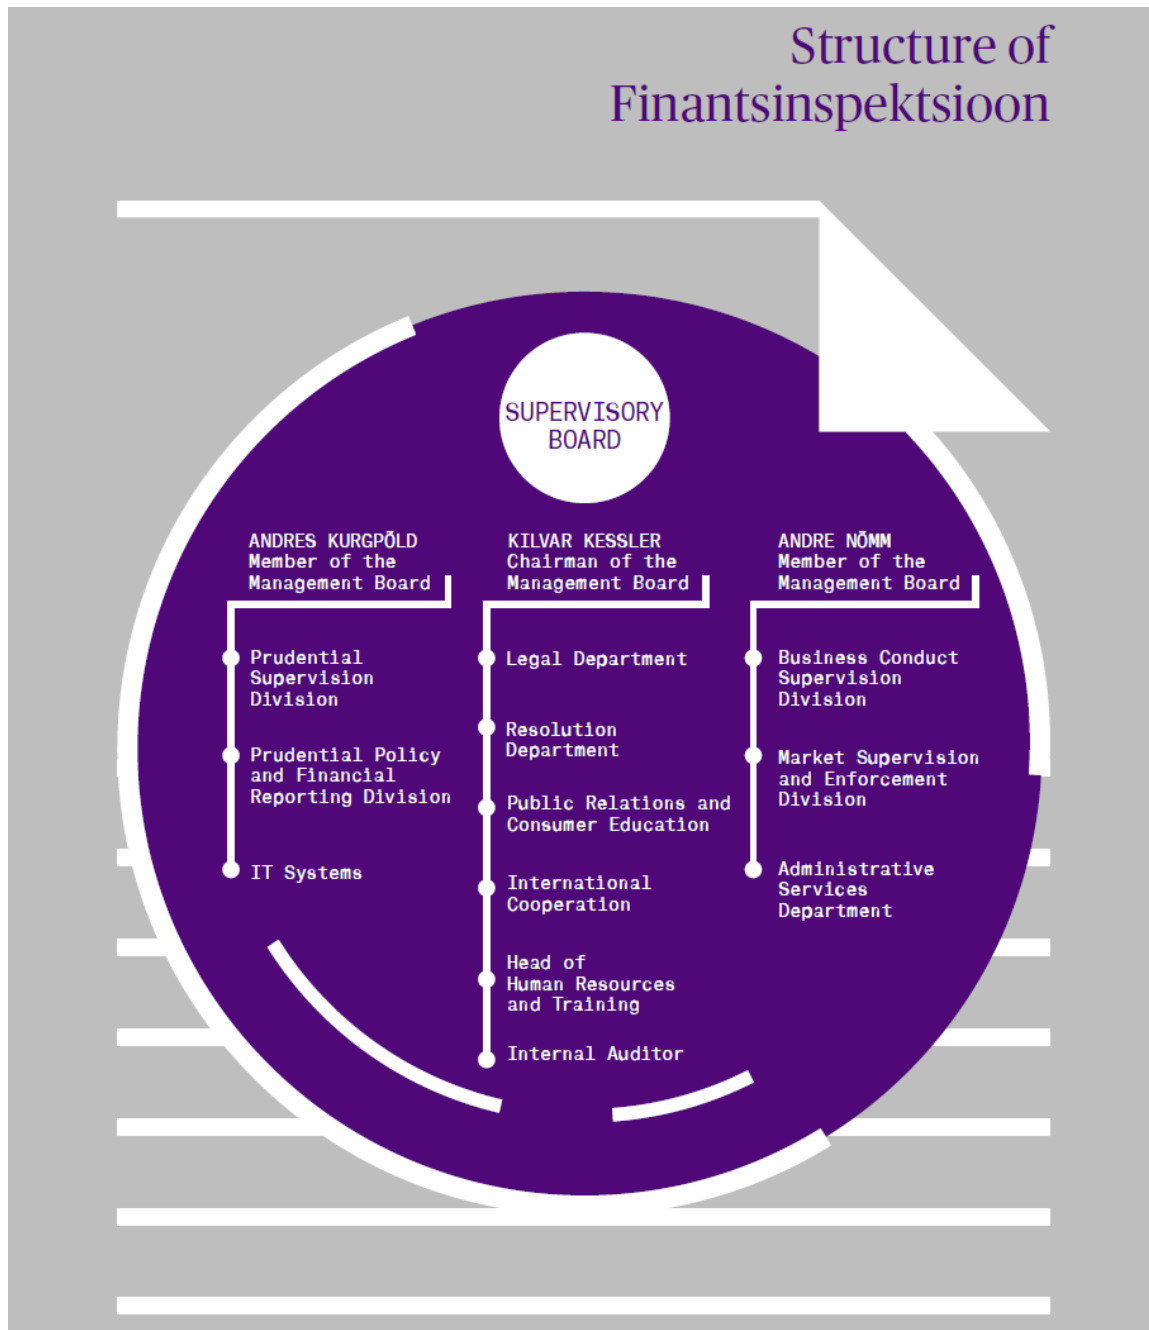 Structure of
Finantsinspektsioon
SUPERVISORY
BOARD
ANDRES KURGPÕLD
Member of the
Management Board
Prudential
Supervision
Division
Prudential Policy
and Financial
Reporting Division
IT Systems
KILVAR KESSLER
Chairman of the
Management Board
Legal Department
Resolution
Department
Public Relations and
Consumer Education
International
Cooperation
Head of
Human Resources
and Training
Internal Auditor
ANDRE NÕMM
Member of the
Management Board
Business Conduct
Supervision
Division
Market Supervision
and Enforcement
Division
Administrative
Services
Department